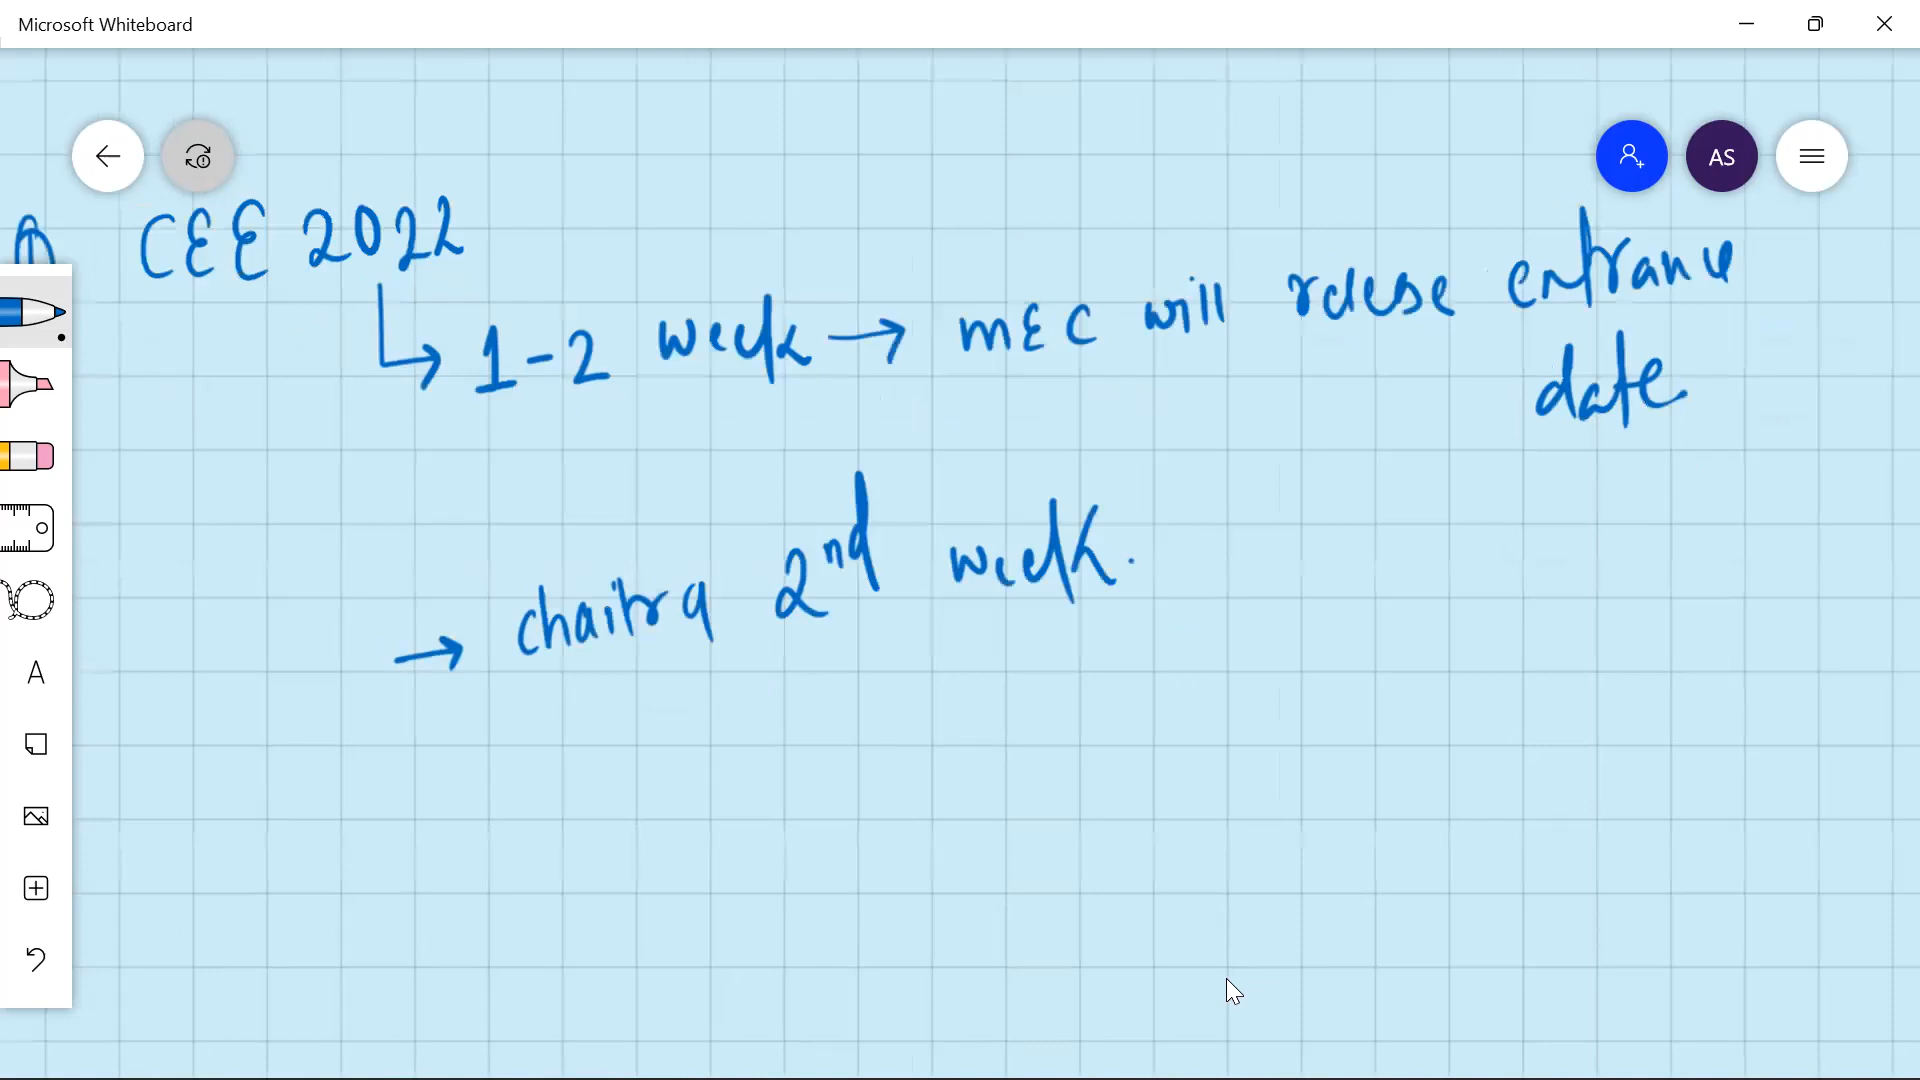 Microsoft Whiteboard
AS
CEE 2022
1-2 week → MEC will relese entrance
date
→ chaitra 2nd week.
A